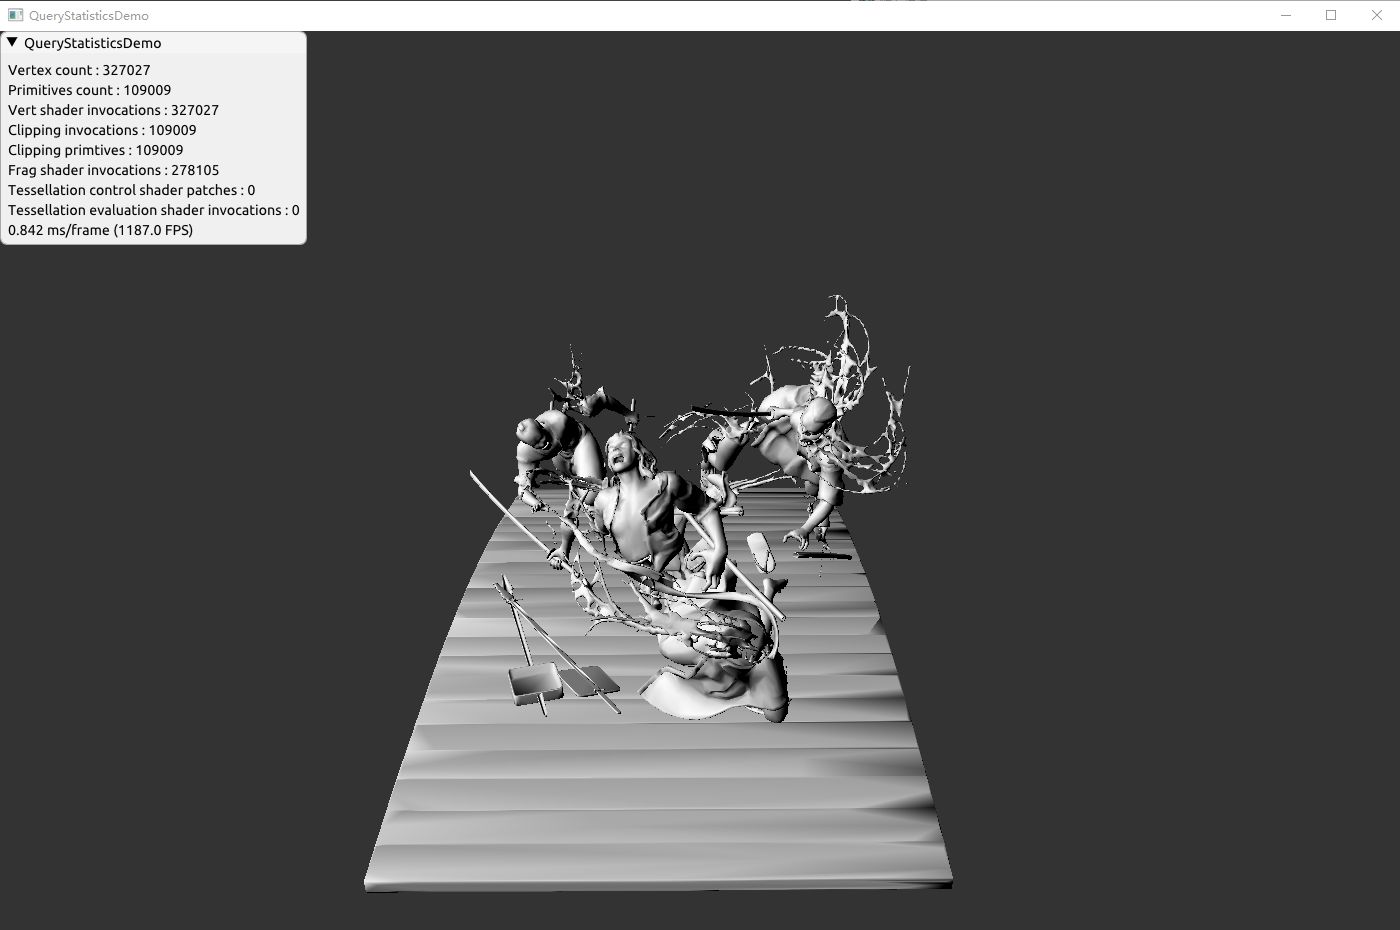 QueryStatisticsDemo
QueryStatisticsDemo
Vertex count : 327027
Primitives count : 109009
Vert shader invocations : 327027
Clipping invocations : 109009
Clipping primtives : 109009
Frag shader invocations : 278105
Tessellation control shader patches : 0
Tessellation evaluation shader invocations : 0
0.842 ms/frame (1187.0 FPS)